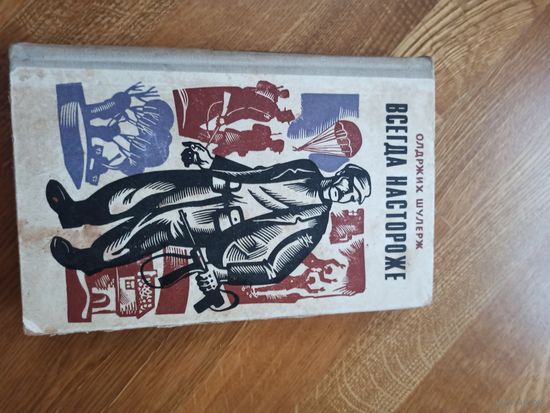 ОЛДРЖИХ ШУЛЕРЖ
ВСЕГДА НАСТОРОЖЕ